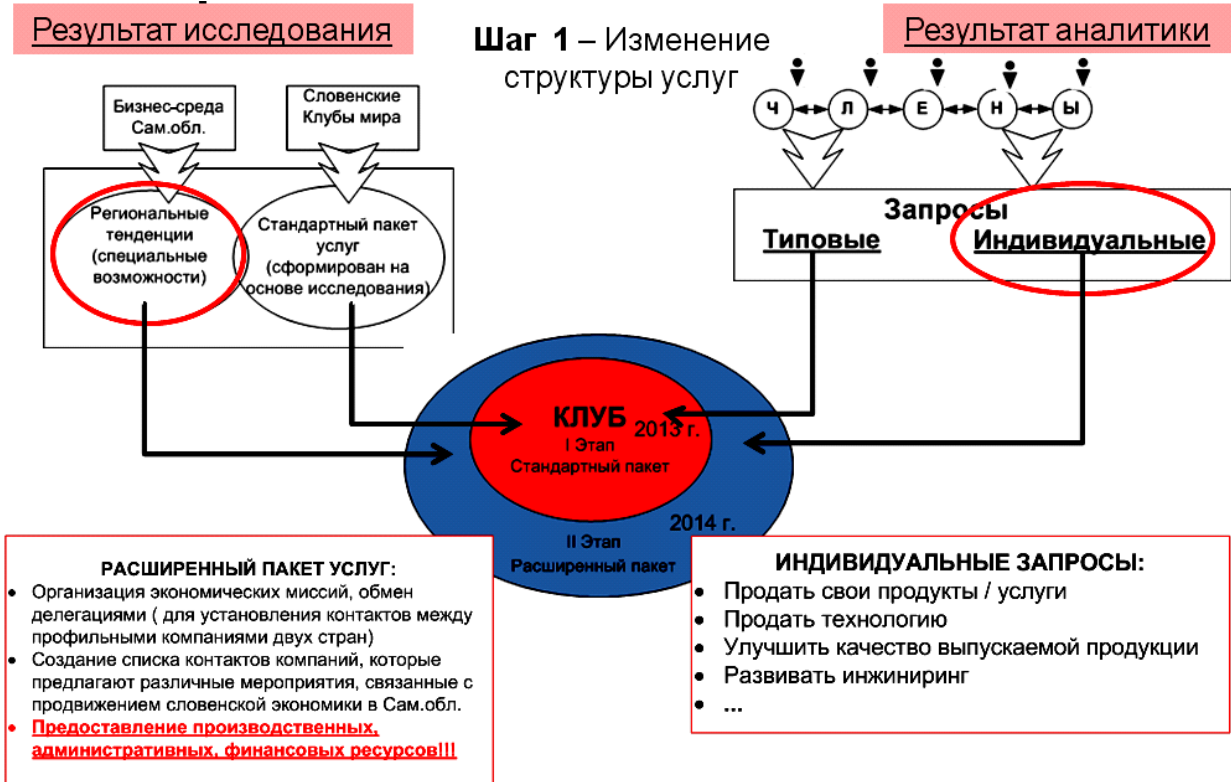 Результат исследования
Шаг 1 – Изменение
структуры услуг
Результат аналитики
Бизнес-среда
Сам.обл.
Словенские
Клубы мира
Региональные
тенденции
(специальные
возможности)
Стандартный пакет
услуг
(сформирован на
основе исследования)
Ч Л Е Н Ы
Запросы
Типовые
Индивидуальные
КЛУБ
2013 г.
I Этап
Стандартный пакет
2014 г.
II Этап
Расширенный пакет
РАСШИРЕННЫЙ ПАКЕТ УСЛУГ:
• Организация экономических миссий, обмен
делегациями ( для установления контактов между
профильными компаниями двух стран)
• Создание списка контактов компаний, которые
предлагают различные мероприятия, связанные с
продвижением словенской экономики в Сам.обл.
• Предоставление производственных,
административных, финансовых ресурсов!!!
ИНДИВИДУАЛЬНЫЕ ЗАПРОСЫ:
• Продать свои продукты / услуги
• Продать технологию
• Улучшить качество выпускаемой продукции
• Развивать инжиниринг
• ...